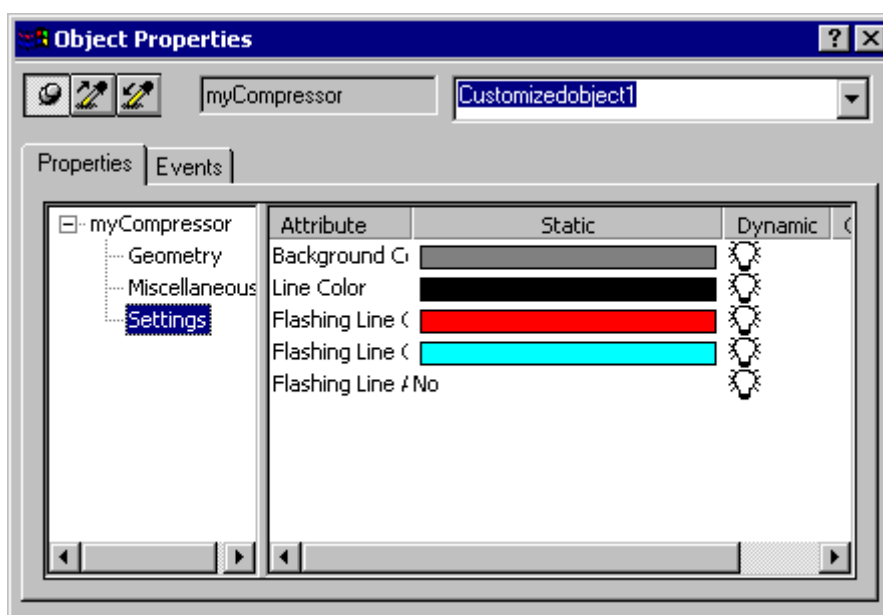 Object Properties
myCompressor Customizedobject1
Properties Events
myCompressor
Geometry
Miscellaneous
Settings
Attribute Static Dynamic
Background
Line Color
Flashing Line
Flashing Line
Flashing Line No